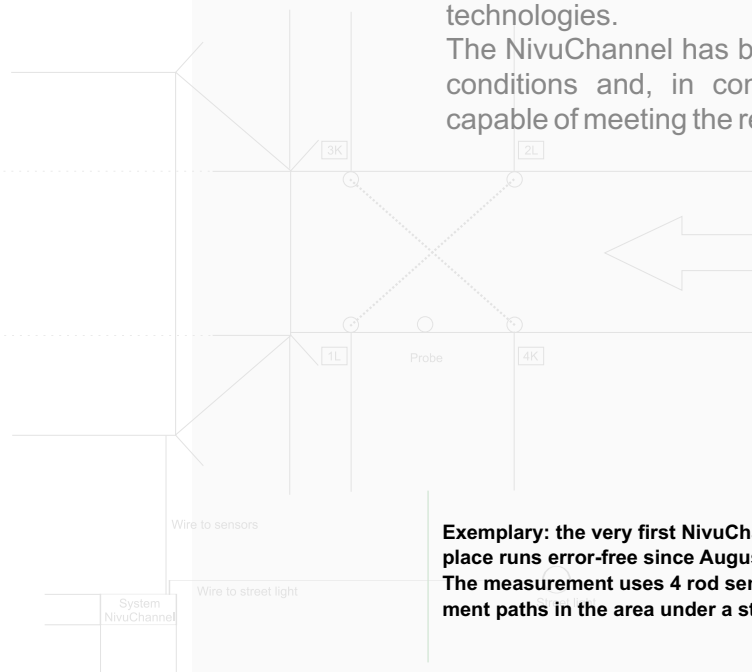 technologies.
The NivuChannel has b
conditions and, in con
capable of meeting the re
3K
2L
1L
Probe
4K
Wire to sensors
Exemplary: the very first NivuCh
place runs error-free since Augus
The measurement uses 4 rod sen
ment paths in the area under a st
Wire to street light
System
NivuChannel